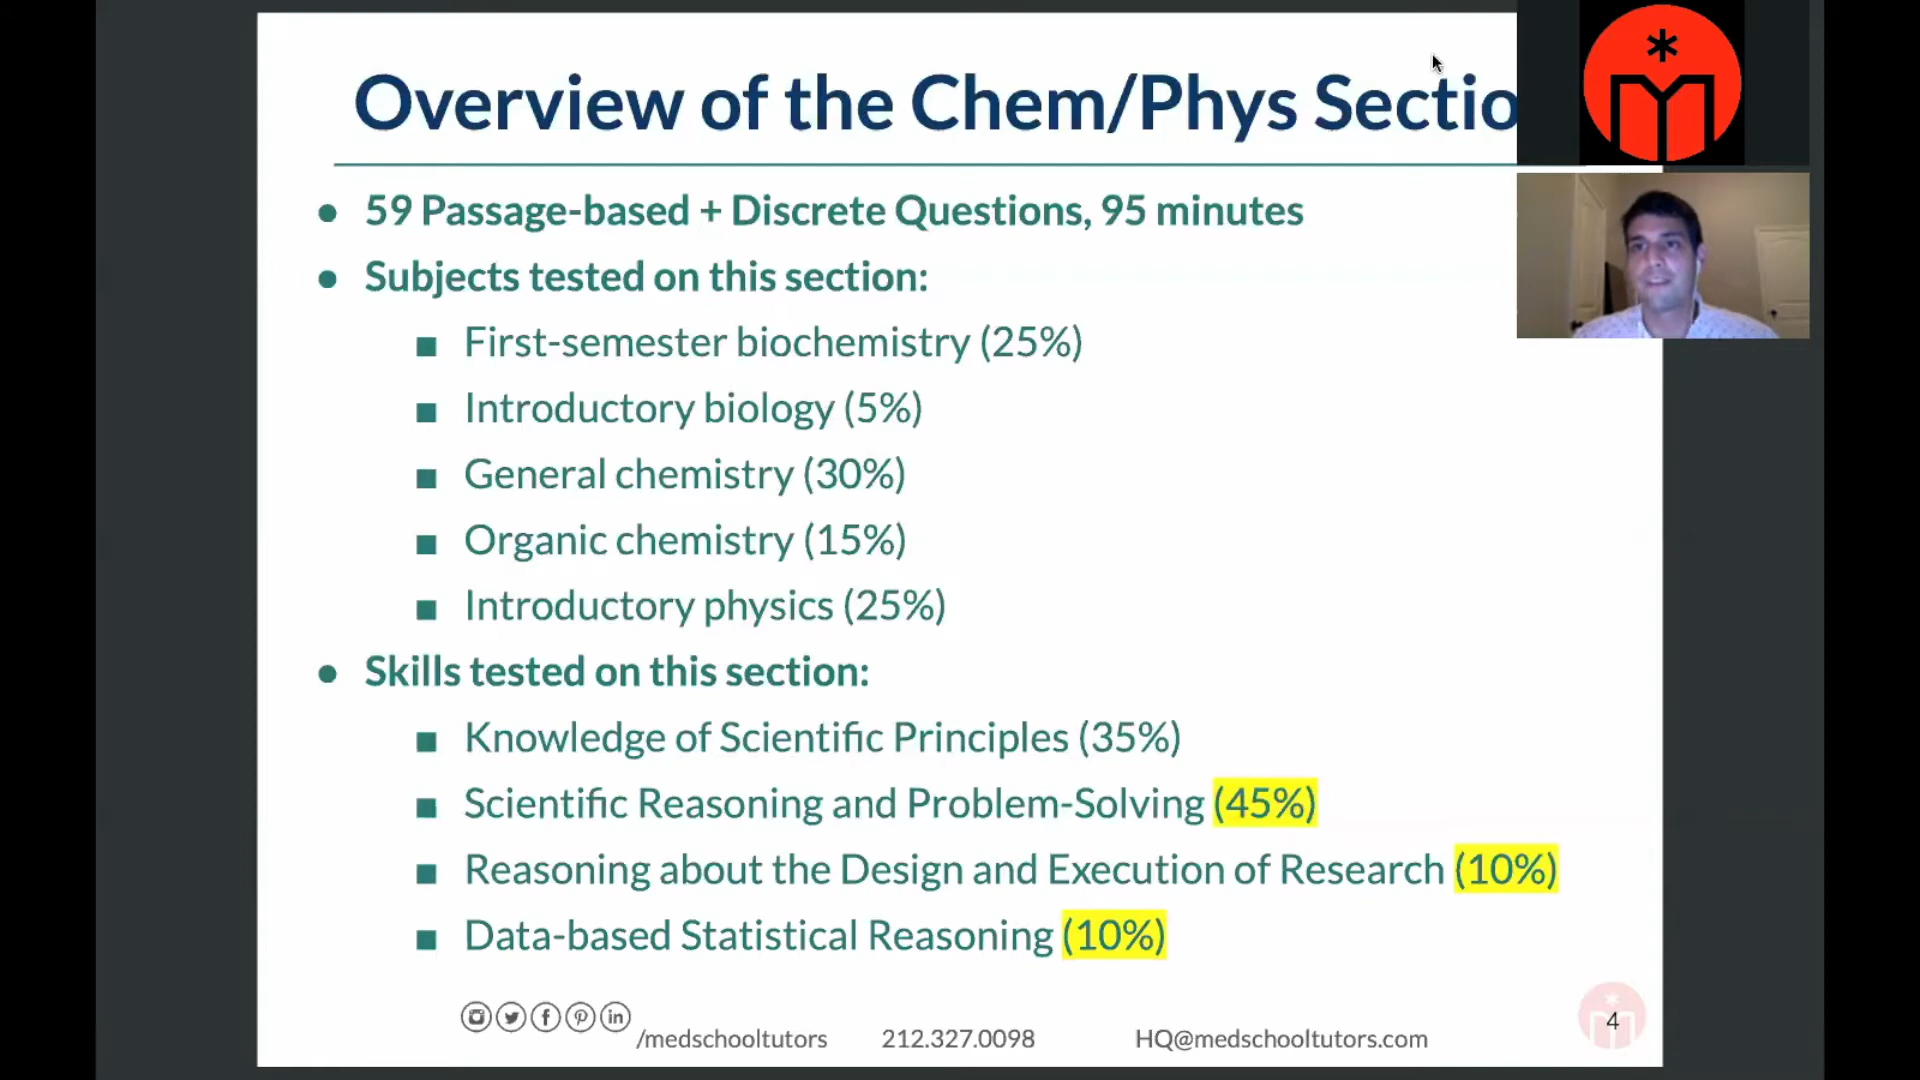 Overview of the Chem/Phys Sectio
• 59 Passage-based + Discrete Questions, 95 minutes
• Subjects tested on this section:
■ First-semester biochemistry (25%)
■ Introductory biology (5%)
■ General chemistry (30%)
■ Organic chemistry (15%)
■ Introductory physics (25%)
• Skills tested on this section:
■ Knowledge of Scientific Principles (35%)
■ Scientific Reasoning and Problem-Solving (45%)
■ Reasoning about the Design and Execution of Research (10%)
■ Data-based Statistical Reasoning (10%)
/medschooltutors 212.327.0098 HQ@medschooltutors.com
4